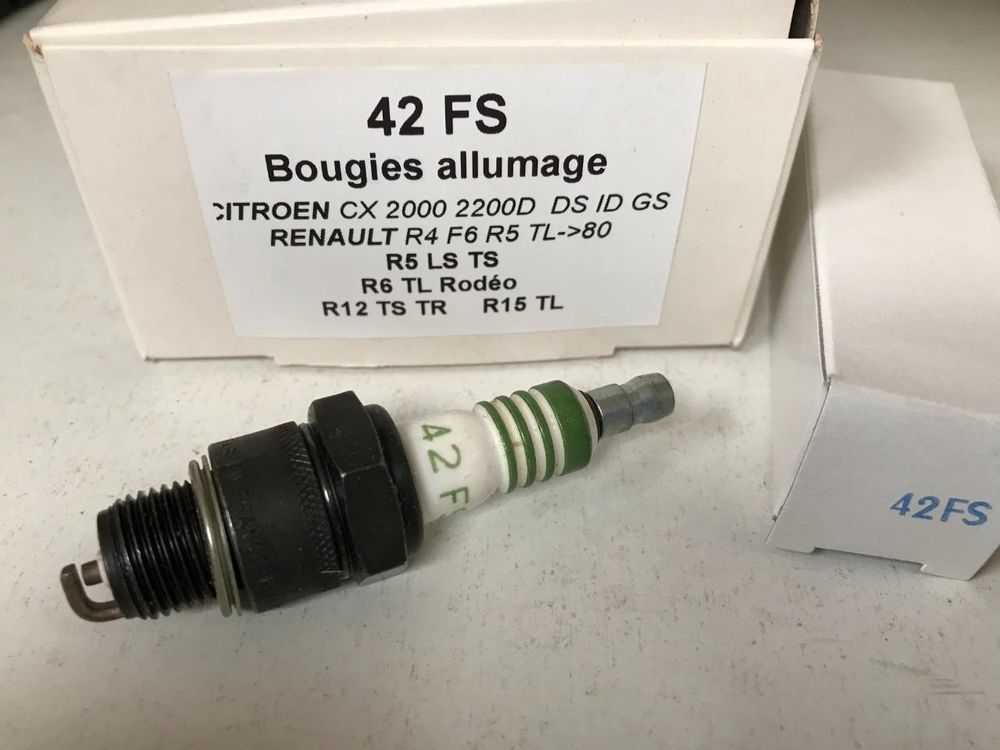 42 FS
Bougies allumage
CITROEN CX 2000 2200D DS ID GS
RENAULT R4 F6 R5 TL->80
R5 LS TS
R6 TL Rodéo
R12 TS TR R15 TL
42 F
42FS